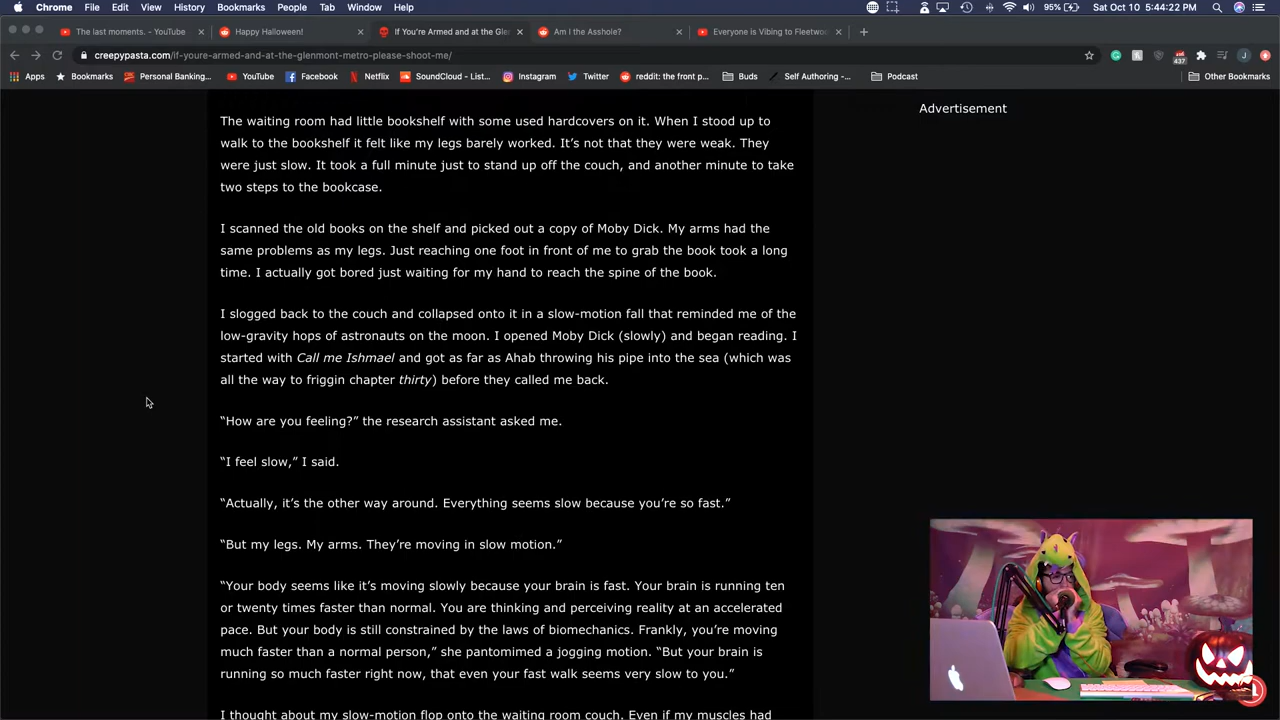 Chrome File Edit View History Bookmarks People Tab Window Help 95% Sat Oct 10 5:44:22 PM
The last moments. - YouTube Happy Halloween! If You're Armed and at the Glen Am I the Asshole? Everyone is Vibing to Fleetwo
creepypasta.com/if-youre-armed-and-at-the-glenmont-metro-please-shoot-me/
Apps Bookmarks Personal Banking... YouTube Facebook Netflix SoundCloud - List... Instagram Twitter reddit: the front p... Buds Self Authoring -... Podcast 437 Other Bookmarks
Advertisement
The waiting room had little bookshelf with some used hardcovers on it. When I stood up to
walk to the bookshelf it felt like my legs barely worked. It's not that they were weak. They
were just slow. It took a full minute just to stand up off the couch, and another minute to take
two steps to the bookcase.
I scanned the old books on the shelf and picked out a copy of Moby Dick. My arms had the
same problems as my legs. Just reaching one foot in front of me to grab the book took a long
time. I actually got bored just waiting for my hand to reach the spine of the book.
I slogged back to the couch and collapsed onto it in a slow-motion fall that reminded me of the
low-gravity hops of astronauts on the moon. I opened Moby Dick (slowly) and began reading. I
started with Call me Ishmael and got as far as Ahab throwing his pipe into the sea (which was
all the way to friggin chapter thirty) before they called me back.
“How are you feeling?” the research assistant asked me.
“I feel slow,” I said.
“Actually, it's the other way around. Everything seems slow because you're so fast.”
“But my legs. My arms. They're moving in slow motion.”
“Your body seems like it's moving slowly because your brain is fast. Your brain is running ten
or twenty times faster than normal. You are thinking and perceiving reality at an accelerated
pace. But your body is still constrained by the laws of biomechanics. Frankly, you're moving
much faster than a normal person,” she pantomimed a jogging motion. “But your brain is
running so much faster right now, that even your fast walk seems very slow to you.”
I thought about my slow-motion flop onto the waiting room couch. Even if my muscles had